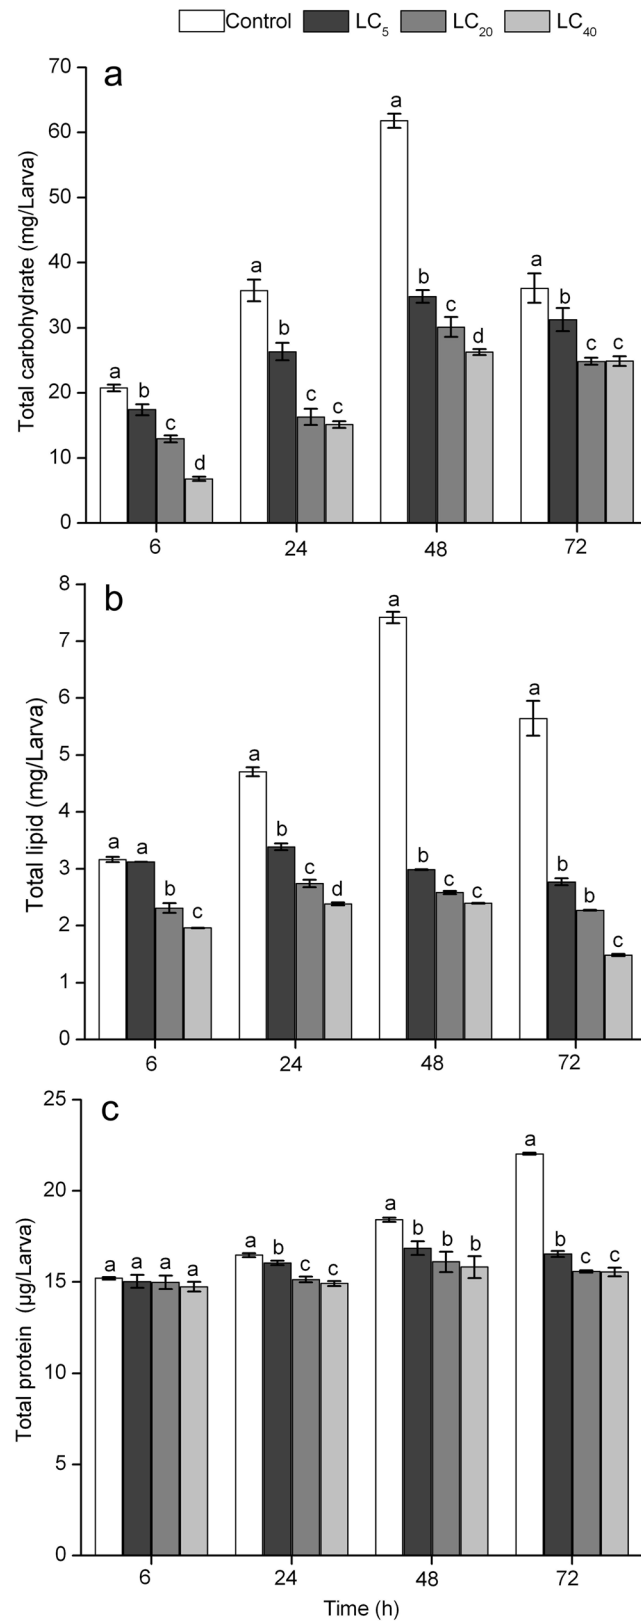 Control LC₅ LC₂₀ LC₄₀
a
Total carbohydrate (mg/Larva)
70
60
50
40
30
20
10
0
a b c d
a b c c
a b c d
a b c c
6 24 48 72
b
Total lipid (mg/Larva)
8
7
6
5
4
3
2
1
0
a a b c
a b c d
a b c c
a b b c
6 24 48 72
c
Total protein (µg/Larva)
25
20
15
10
5
0
a a a a
a b c c
a b b b
a b c c
6 24 48 72
Time (h)